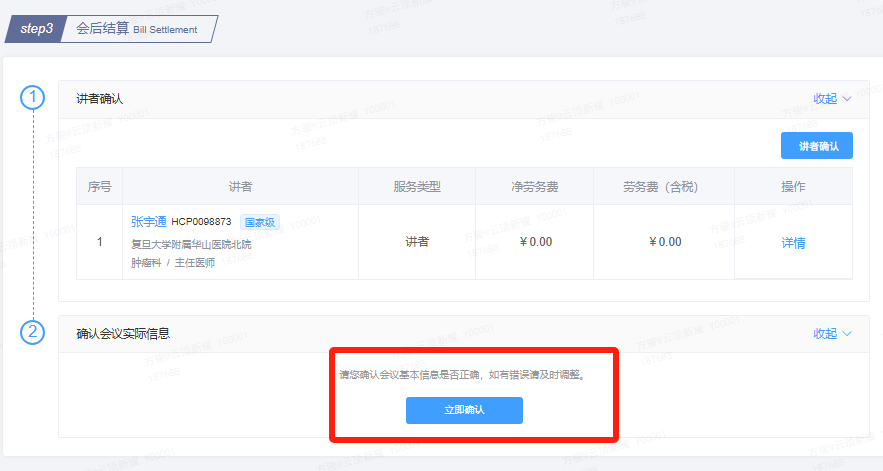 step3 会后结算 Bill Settlement
1 讲者确认 收起
讲者确认
序号 讲者 服务类型 净劳务费 劳务费（含税） 操作
张宇通 HCP0098873 国家级
1 复旦大学附属华山医院北院 讲者 ￥0.00 ￥0.00 详情
肿瘤科 / 主任医师
2 确认会议实际信息 收起
请您确认会议基本信息是否正确，如有错误请及时调整。
立即确认